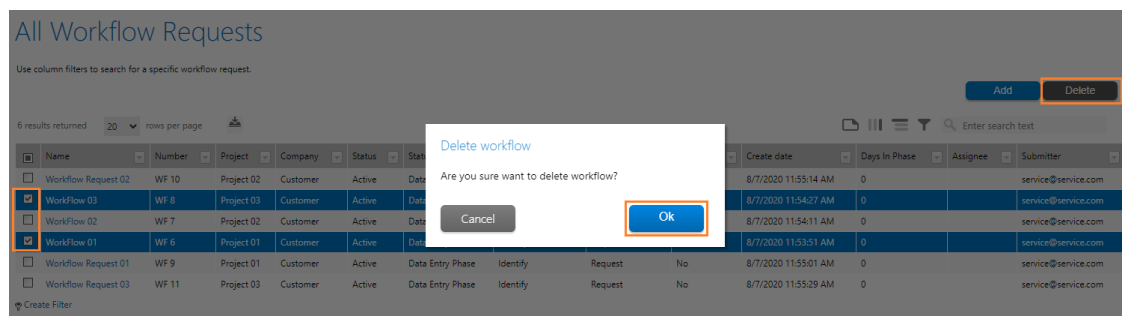 All Workflow Requests
Use column filters to search for a specific workflow request.
Add Delete
6 results returned 20 rows per page Enter search text
Name Number Project Company Status Create date Days In Phase Assignee Submitter
Workflow Request 02 WF 10 Project 02 Customer Active Data 8/7/2020 11:55:14 AM 0 service@service.com
WorkFlow 03 WF 8 Project 03 Customer Active Data 8/7/2020 11:54:27 AM 0 service@service.com
Workflow 02 WF 7 Project 02 Customer Active Data 8/7/2020 11:54:11 AM 0 service@service.com
WorkFlow 01 WF 6 Project 01 Customer Active Data 8/7/2020 11:53:51 AM 0 service@service.com
Workflow Request 01 WF 9 Project 01 Customer Active Data Entry Phase Identify Request No 8/7/2020 11:55:01 AM 0 service@service.com
Workflow Request 03 WF 11 Project 03 Customer Active Data Entry Phase Identify Request No 8/7/2020 11:55:29 AM 0 service@service.com
Create Filter
Delete workflow
Are you sure want to delete workflow?
Cancel Ok